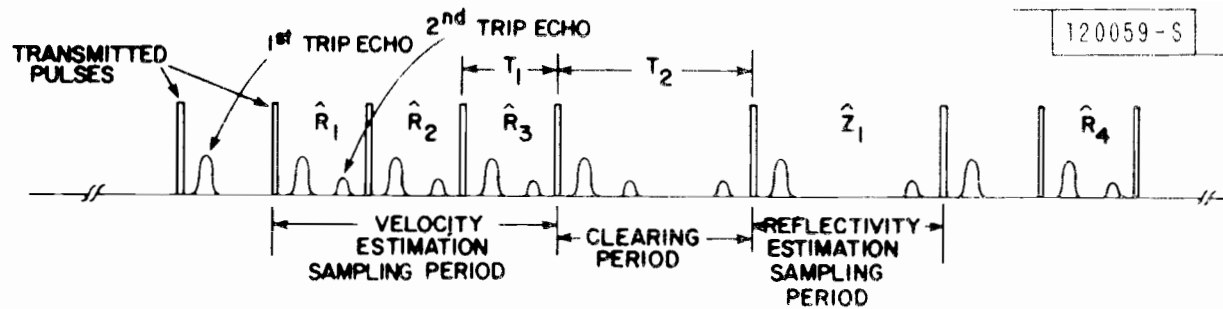 120059-S
1st TRIP ECHO
2nd TRIP ECHO
TRANSMITTED
PULSES
T1
T2
R̂1
R̂2
R̂3
Ẑ1
R̂4
VELOCITY
ESTIMATION
SAMPLING PERIOD
CLEARING
PERIOD
REFLECTIVITY
ESTIMATION
SAMPLING
PERIOD